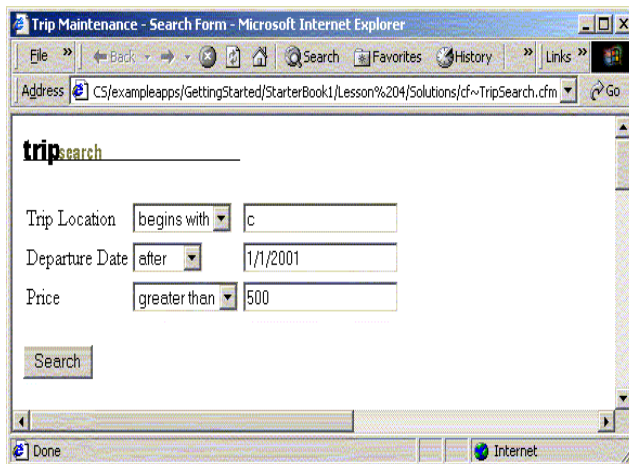 Trip Maintenance - Search Form - Microsoft Internet Explorer
File » Back Search Favorites History » Links »
Address CS/exampleapps/GettingStarted/StarterBook1/Lesson%204/Solutions/cf~TripSearch.cfm Go
tripsearch
Trip Location begins with c
Departure Date after 1/1/2001
Price greater than 500
Search
Done Internet